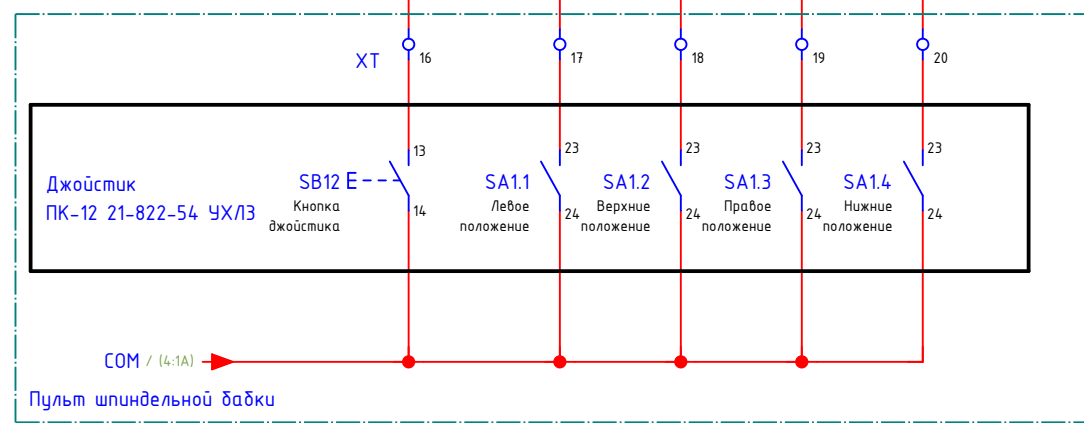 XT 16 17 18 19 20
13 23 23 23 23
Джойстик SB12 SA1.1 SA1.2 SA1.3 SA1.4
ПК-12 21-822-54 УХЛ3 Кнопка 14 Левое 24 Верхние 24 Правое 24 Нижние 24
джойстика положение положение положение положение
COM / (4:1A)
Пульт шпиндельной бабки